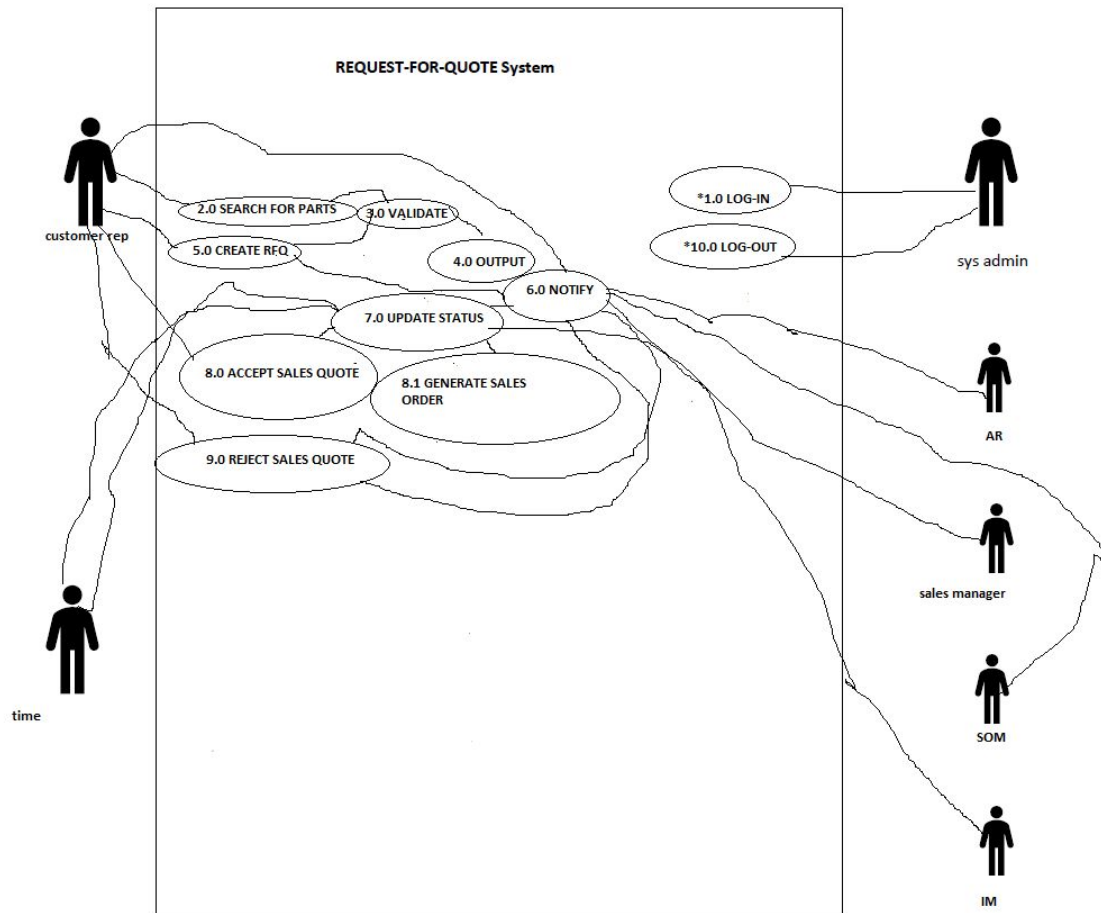 REQUEST-FOR-QUOTE System
customer rep
2.0 SEARCH FOR PARTS
3.0 VALIDATE
*1.0 LOG-IN
5.0 CREATE RFQ
4.0 OUTPUT
*10.0 LOG-OUT
sys admin
6.0 NOTIFY
7.0 UPDATE STATUS
8.0 ACCEPT SALES QUOTE
8.1 GENERATE SALES
ORDER
AR
9.0 REJECT SALES QUOTE
sales manager
time
SOM
IM